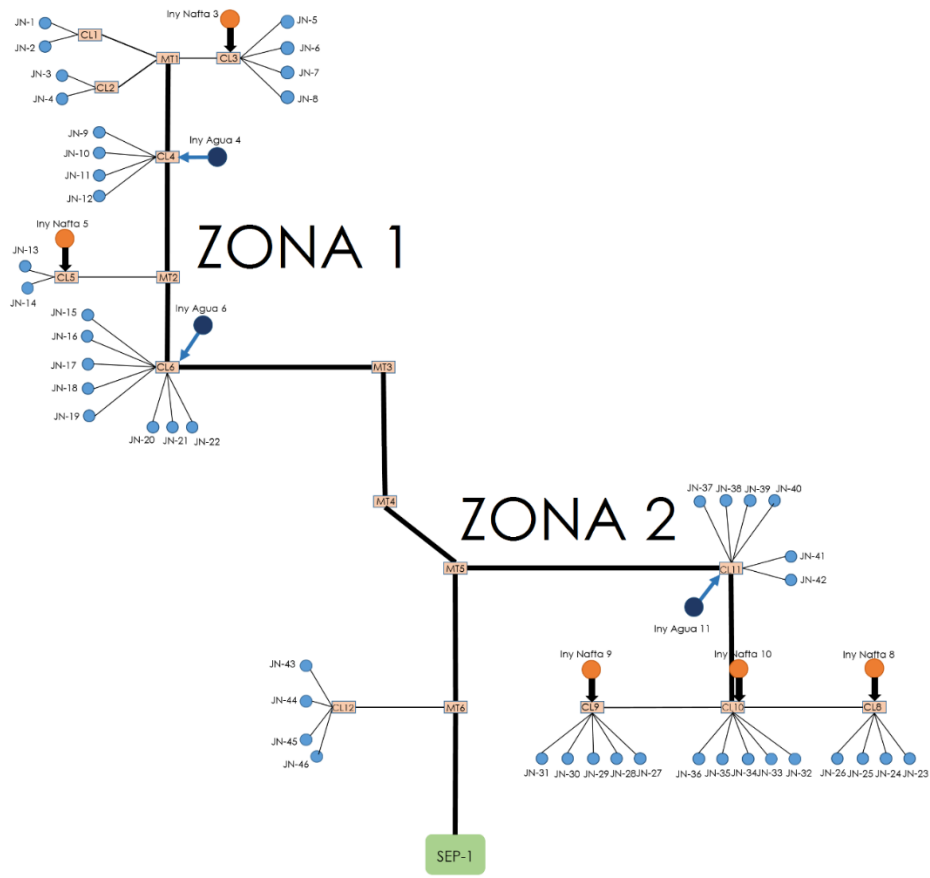 Iny Nafta 3
JN-1
JN-5
CL1
JN-2
JN-6
MT1
CL3
JN-3
JN-7
CL2
JN-4
JN-8
JN-9
Iny Agua 4
JN-10
CL4
JN-11
JN-12
Iny Nafta 5
ZONA 1
JN-13
CL5
MT2
JN-14
Iny Agua 6
JN-15
JN-16
JN-17
CL6
MT3
JN-18
JN-19
JN-20
JN-21
JN-22
JN-37
JN-38
JN-39
JN-40
MT4
ZONA 2
JN-41
MT5
CL11
JN-42
Iny Agua 11
Iny Nafta 9
Iny Nafta 10
Iny Nafta 8
JN-43
JN-44
CL12
MT6
CL9
CL10
CL8
JN-45
JN-46
JN-31
JN-30
JN-29
JN-28
JN-27
JN-36
JN-35
JN-34
JN-33
JN-32
JN-26
JN-25
JN-24
JN-23
SEP-1